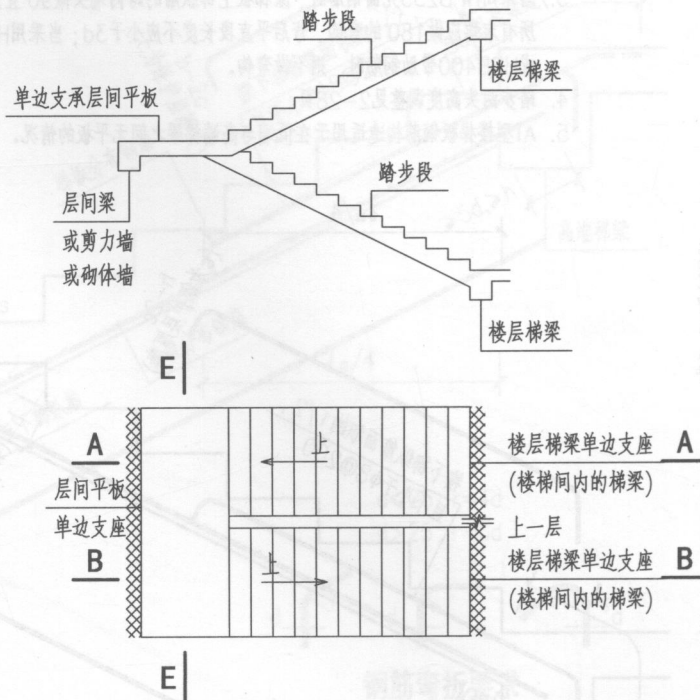 踏步段
楼层梯梁
单边支承层间平板
踏步段
层间梁
或剪力墙
或砌体墙
楼层梯梁
E
A
楼层梯梁单边支座
A
上
层间平板
(楼梯间内的梯梁)
单边支座
上一层
B
上
楼层梯梁单边支座
B
(楼梯间内的梯梁)
E